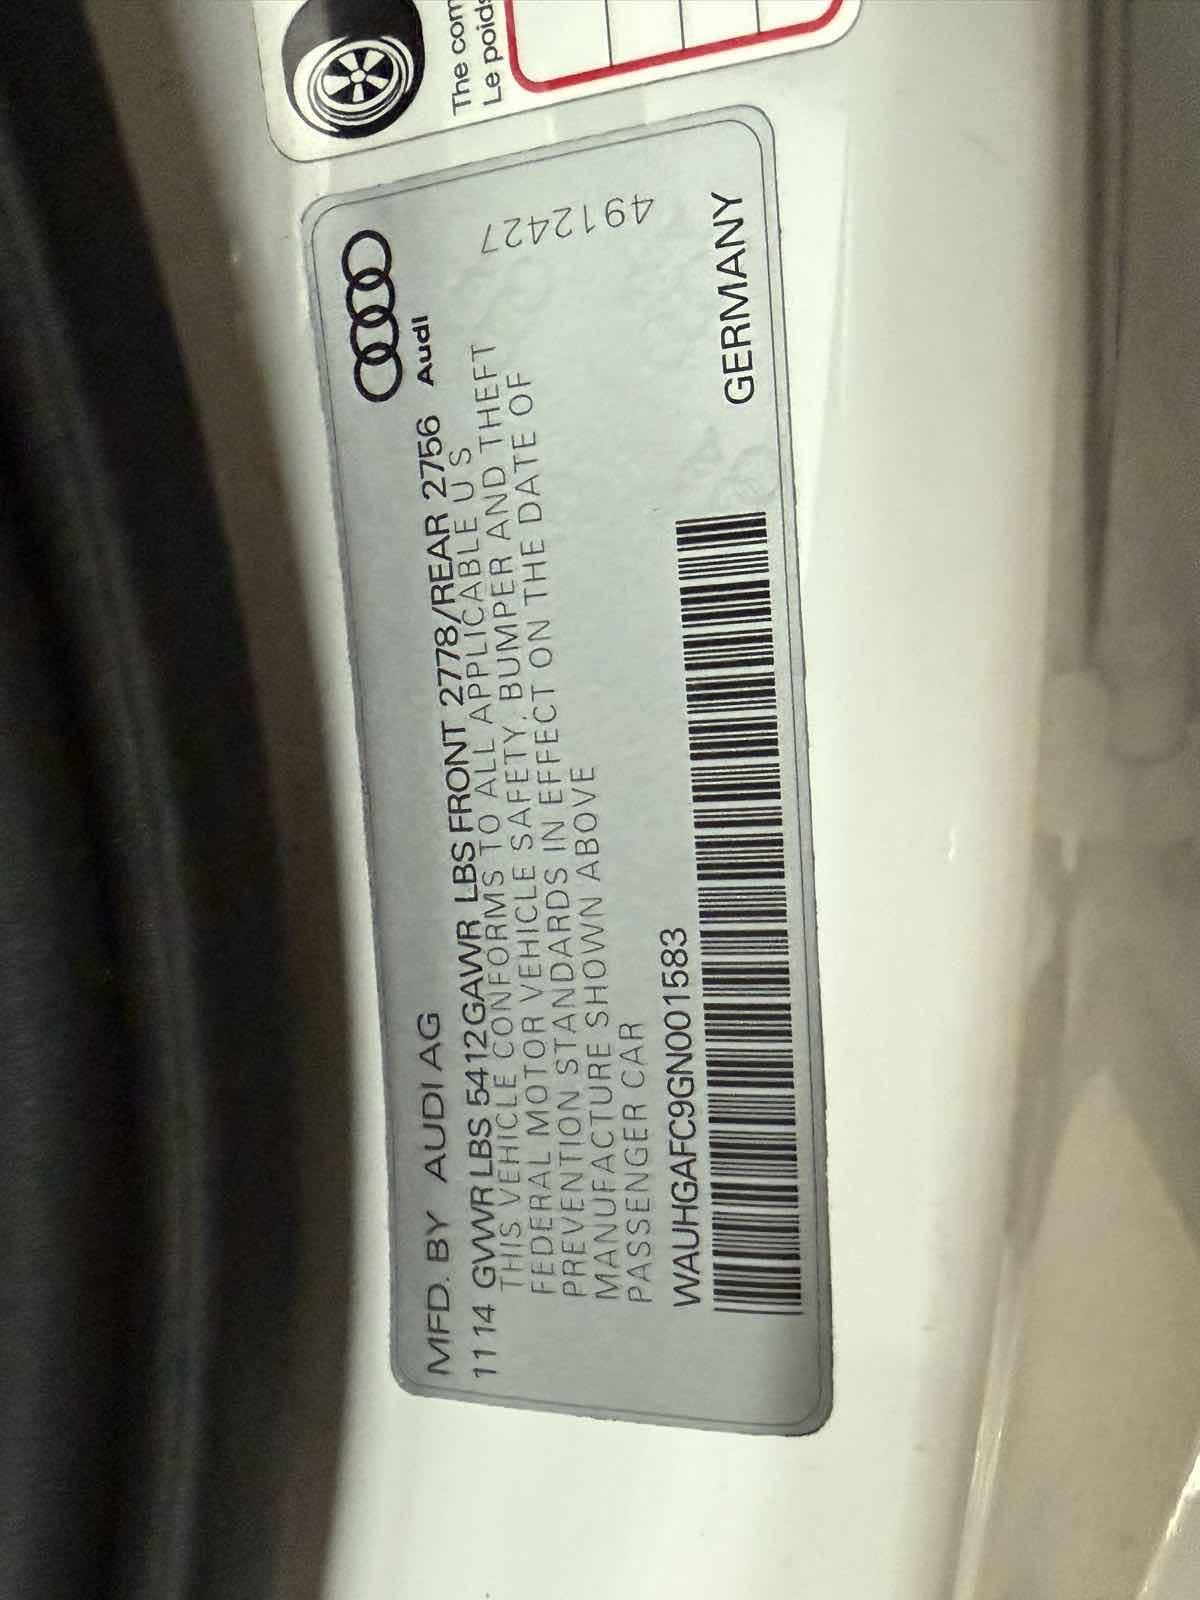 The com
Le poids
Audi
4912427
MFD. BY AUDI AG
11 14 GVWR LBS 5412GAWR LBS FRONT 2778/REAR 2756
THIS VEHICLE CONFORMS TO ALL APPLICABLE U S
FEDERAL MOTOR VEHICLE SAFETY, BUMPER AND THEFT
PREVENTION STANDARDS IN EFFECT ON THE DATE OF
MANUFACTURE SHOWN ABOVE
PASSENGER CAR
WAUHGAFC9GN001583
GERMANY